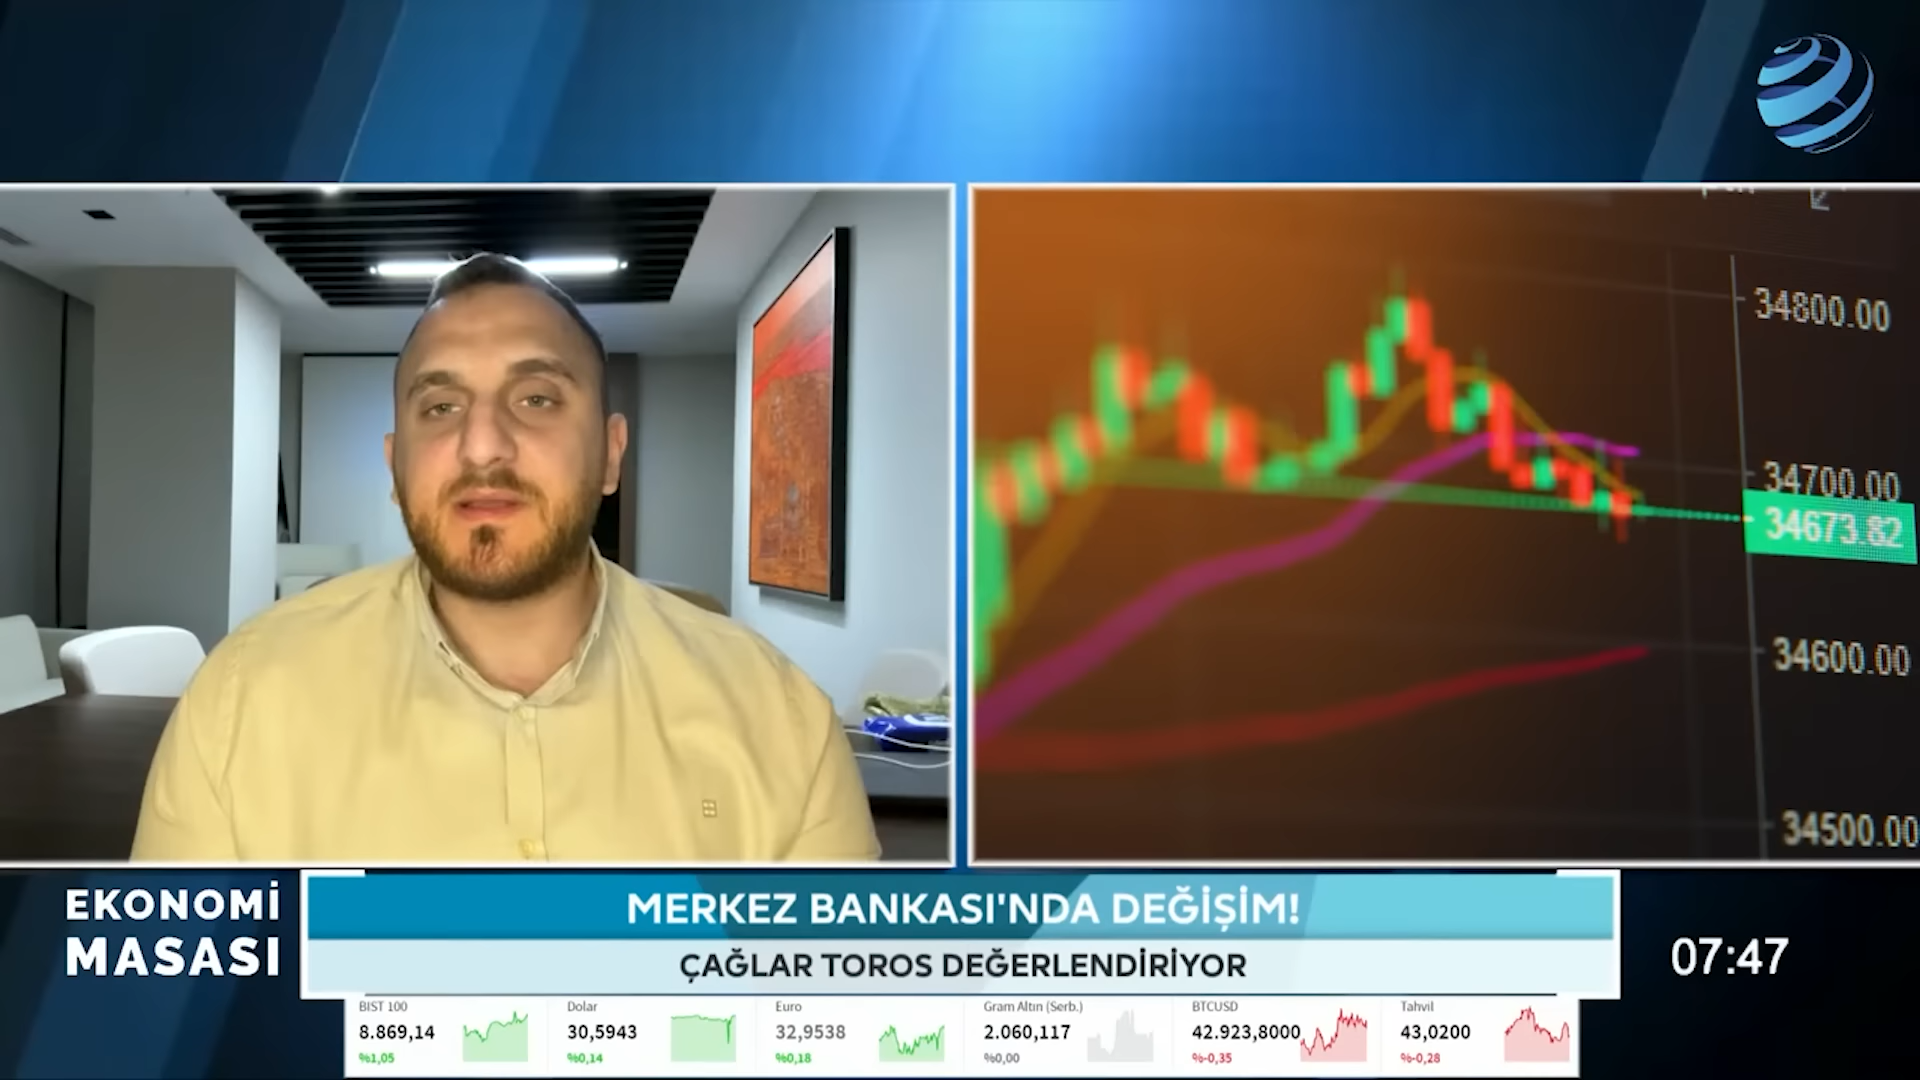 34800.00
34700.00
34673.82
34600.00
34500.00
EKONOMİ
MASASI
MERKEZ BANKASI'NDA DEĞİŞİM!
ÇAĞLAR TOROS DEĞERLENDİRİYOR
07:47
BIST 100
8.869,14
%1,05
Dolar
30,5943
%0,14
Euro
32,9538
%0,18
Gram Altın (Serb.)
2.060,117
%0,00
BTCUSD
42.923,8000
%-0,35
Tahvil
43,0200
%-0,28